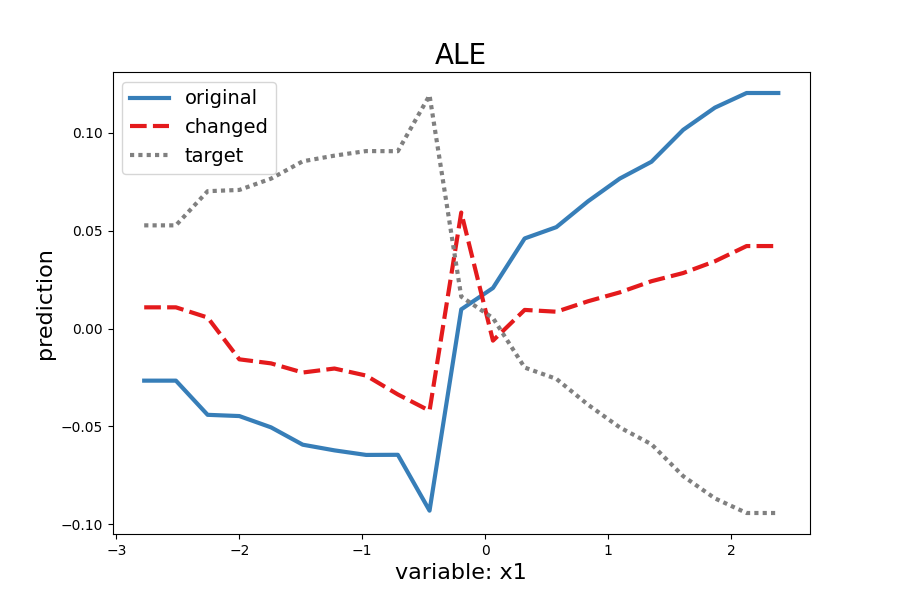 ALE
original
changed
target
prediction
0.10
0.05
0.00
−0.05
−0.10
−3
−2
−1
0
1
2
variable: x1